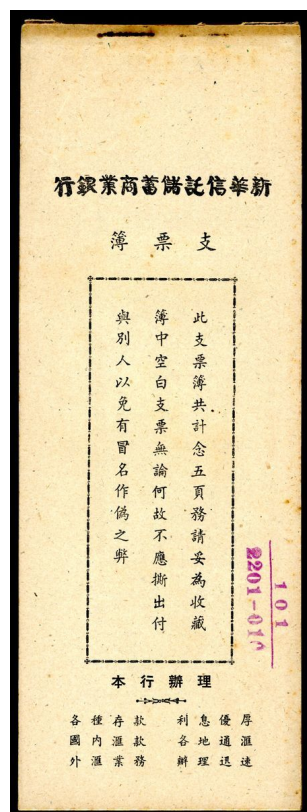 新華信託儲蓄商業銀行
支票簿
此支票簿共計念五頁務請妥為收藏
簿中空白支票無論何故不應撕出付
與別人以免有冒名作偽之弊
101
本行辦理
各種存款 利息優厚
國內匯款 各地通匯
外匯業務 辦理迅速